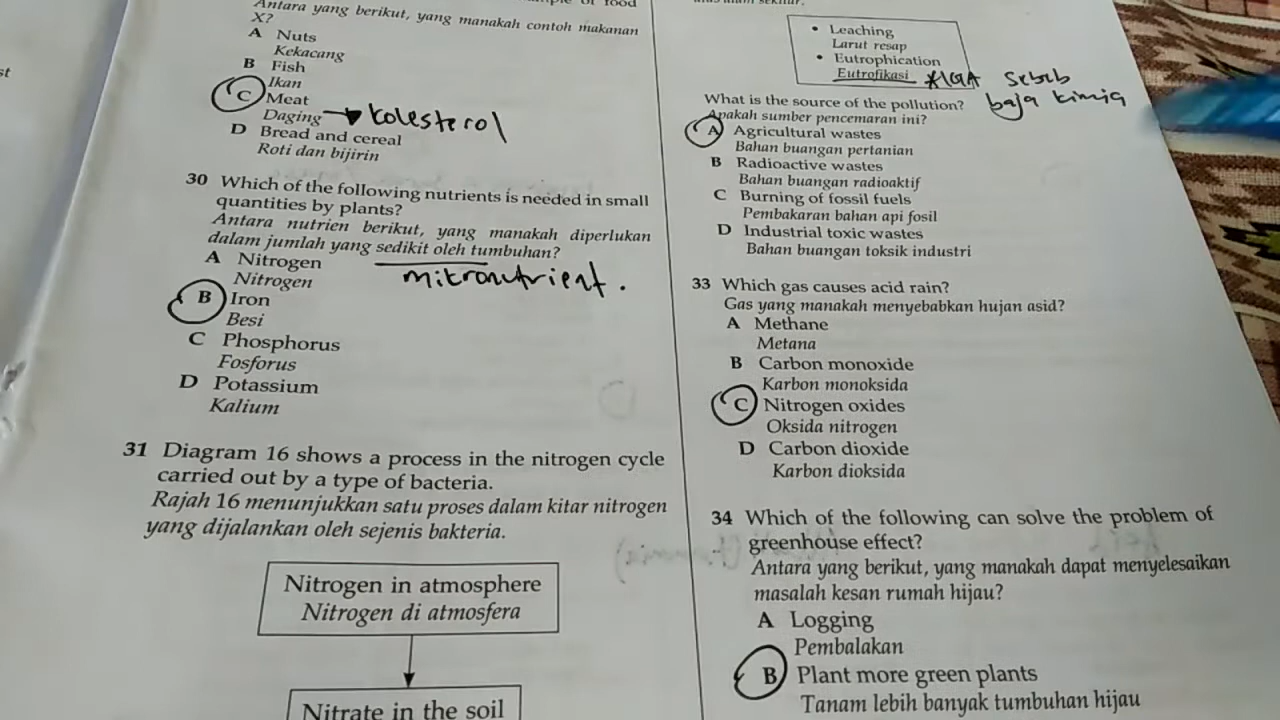 of food
Antara yang berikut, yang manakah contoh makanan
X?
A Nuts
Kekacang
B Fish
Ikan
C Meat
Daging → kolesterol
D Bread and cereal
Roti dan bijirin
30 Which of the following nutrients is needed in small
quantities by plants?
Antara nutrien berikut, yang manakah diperlukan
dalam jumlah yang sedikit oleh tumbuhan?
A Nitrogen
Nitrogen
mikronutrient.
B Iron
Besi
C Phosphorus
Fosforus
D Potassium
Kalium
31 Diagram 16 shows a process in the nitrogen cycle
carried out by a type of bacteria.
Rajah 16 menunjukkan satu proses dalam kitar nitrogen
yang dijalankan oleh sejenis bakteria.
Nitrogen in atmosphere
Nitrogen di atmosfera
Nitrate in the soil
• Leaching
Larut resap
• Eutrophication
Eutrofikasi
sebab
baja kimia
What is the source of the pollution?
Apakah sumber pencemaran ini?
A Agricultural wastes
Bahan buangan pertanian
B Radioactive wastes
Bahan buangan radioaktif
C Burning of fossil fuels
Pembakaran bahan api fosil
D Industrial toxic wastes
Bahan buangan toksik industri
33 Which gas causes acid rain?
Gas yang manakah menyebabkan hujan asid?
A Methane
Metana
B Carbon monoxide
Karbon monoksida
C Nitrogen oxides
Oksida nitrogen
D Carbon dioxide
Karbon dioksida
34 Which of the following can solve the problem of
greenhouse effect?
Antara yang berikut, yang manakah dapat menyelesaikan
masalah kesan rumah hijau?
A Logging
Pembalakan
B Plant more green plants
Tanam lebih banyak tumbuhan hijau